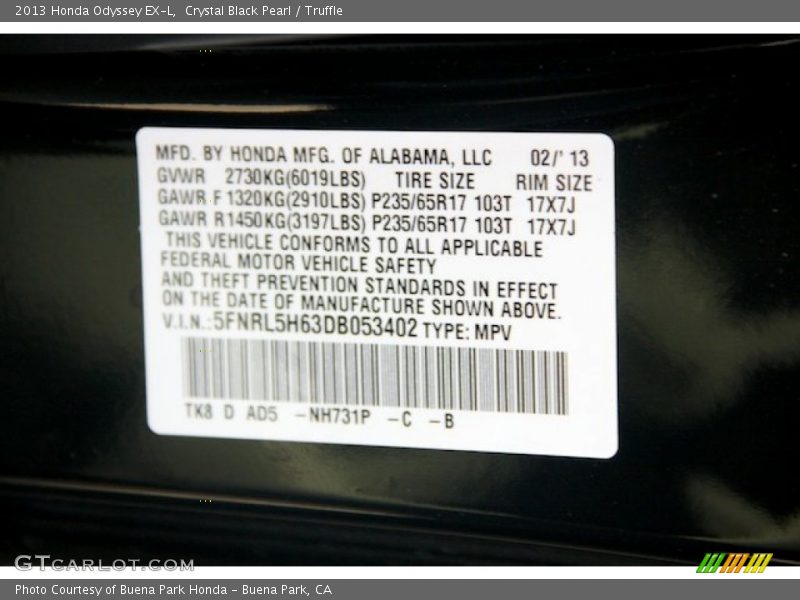 2013 Honda Odyssey EX-L, Crystal Black Pearl / Truffle
MFD. BY HONDA MFG. OF ALABAMA, LLC 02/' 13
GVWR 2730KG(6019LBS) TIRE SIZE RIM SIZE
GAWR F 1320KG(2910LBS) P235/65R17 103T 17X7J
GAWR R1450KG(3197LBS) P235/65R17 103T 17X7J
THIS VEHICLE CONFORMS TO ALL APPLICABLE
FEDERAL MOTOR VEHICLE SAFETY
AND THEFT PREVENTION STANDARDS IN EFFECT
ON THE DATE OF MANUFACTURE SHOWN ABOVE.
V.I.N.:5FNRL5H63DB053402 TYPE: MPV
TK8 D AD5 -NH731P -C -B
GTCARLOT.COM
Photo Courtesy of Buena Park Honda - Buena Park, CA